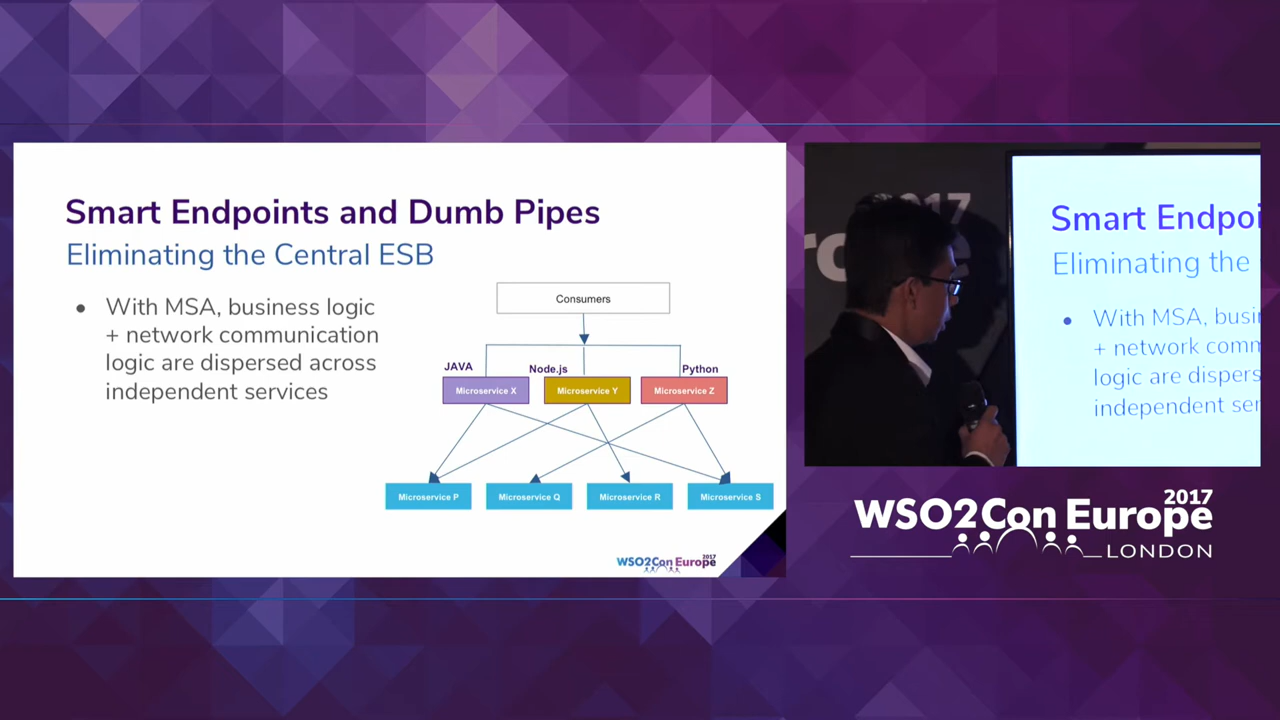 Smart Endpoints and Dumb Pipes
Eliminating the Central ESB
• With MSA, business logic
+ network communication
logic are dispersed across
independent services
Consumers
JAVA
Node.js
Python
Microservice X
Microservice Y
Microservice Z
Microservice P
Microservice Q
Microservice R
Microservice S
WSO2Con Europe 2017
2017
Smart Endpoi
Eliminating the
• With MSA, busi
+ network comm
logic are dispers
independent ser
WSO2Con Europe 2017
LONDON